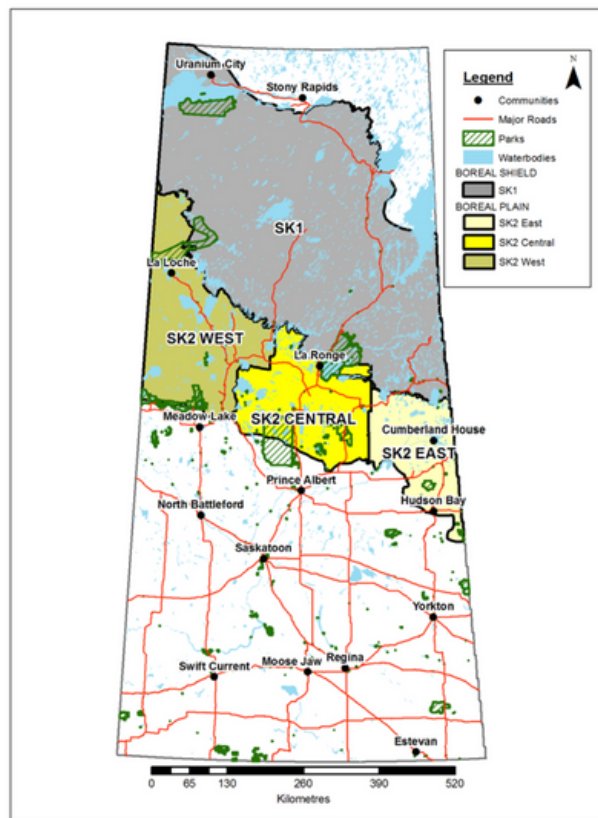 Uranium City
Stony Rapids
SK1
La Loche
SK2 WEST
La Ronge
Meadow Lake
SK2 CENTRAL
Cumberland House
SK2 EAST
Prince Albert
North Battleford
Hudson Bay
Saskatoon
Yorkton
Swift Current
Moose Jaw
Regina
Estevan
0 65 130 260 390 520
Kilometres
Legend
N
Communities
Major Roads
Parks
Waterbodies
BOREAL SHIELD
SK1
BOREAL PLAIN
SK2 East
SK2 Central
SK2 West